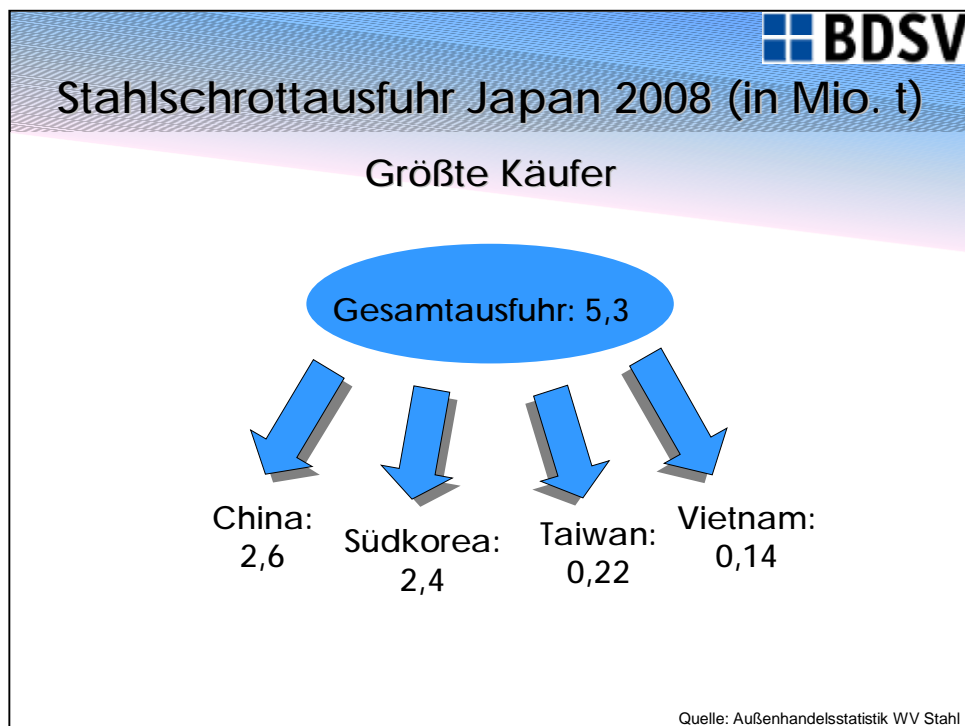 BDSV
Stahlschrottausfuhr Japan 2008 (in Mio. t)
Größte Käufer
Gesamtausfuhr: 5,3
China:
2,6
Südkorea:
2,4
Taiwan:
0,22
Vietnam:
0,14
Quelle: Außenhandelsstatistik WV Stahl